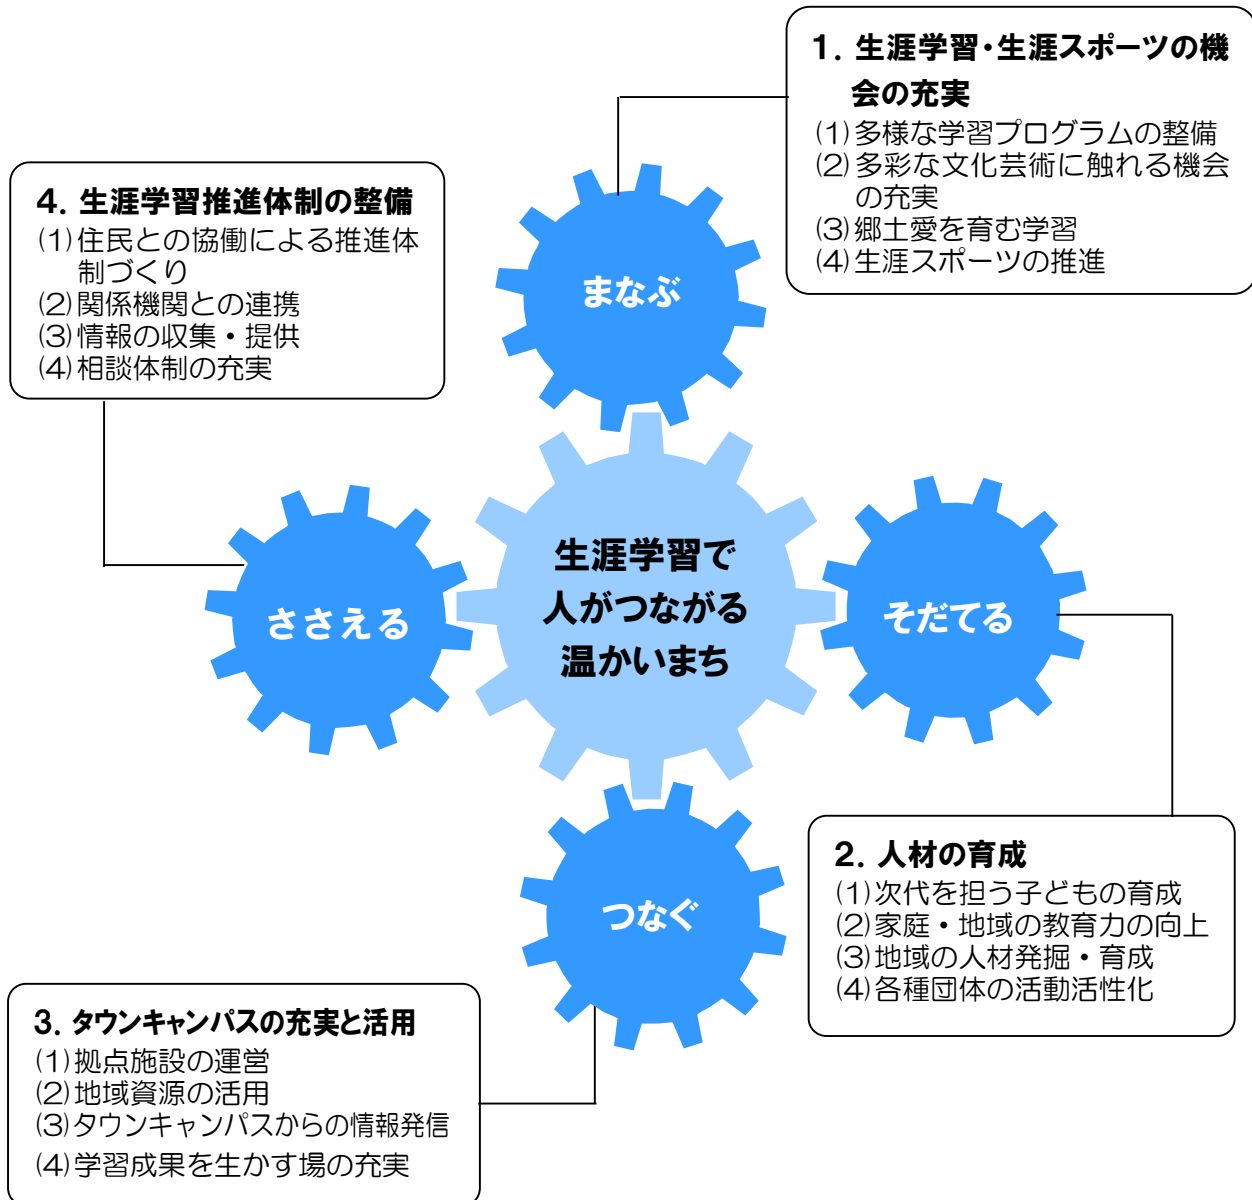 1. 生涯学習・生涯スポーツの機
会の充実
(1)多様な学習プログラムの整備
(2)多彩な文化芸術に触れる機会
の充実
(3)郷土愛を育む学習
(4)生涯スポーツの推進
4. 生涯学習推進体制の整備
(1)住民との協働による推進体
制づくり
(2)関係機関との連携
(3)情報の収集・提供
(4)相談体制の充実
まなぶ
生涯学習で
人がつながる
温かいまち
ささえる
そだてる
つなぐ
2. 人材の育成
(1)次代を担う子どもの育成
(2)家庭・地域の教育力の向上
(3)地域の人材発掘・育成
(4)各種団体の活動活性化
3. タウンキャンパスの充実と活用
(1)拠点施設の運営
(2)地域資源の活用
(3)タウンキャンパスからの情報発信
(4)学習成果を生かす場の充実